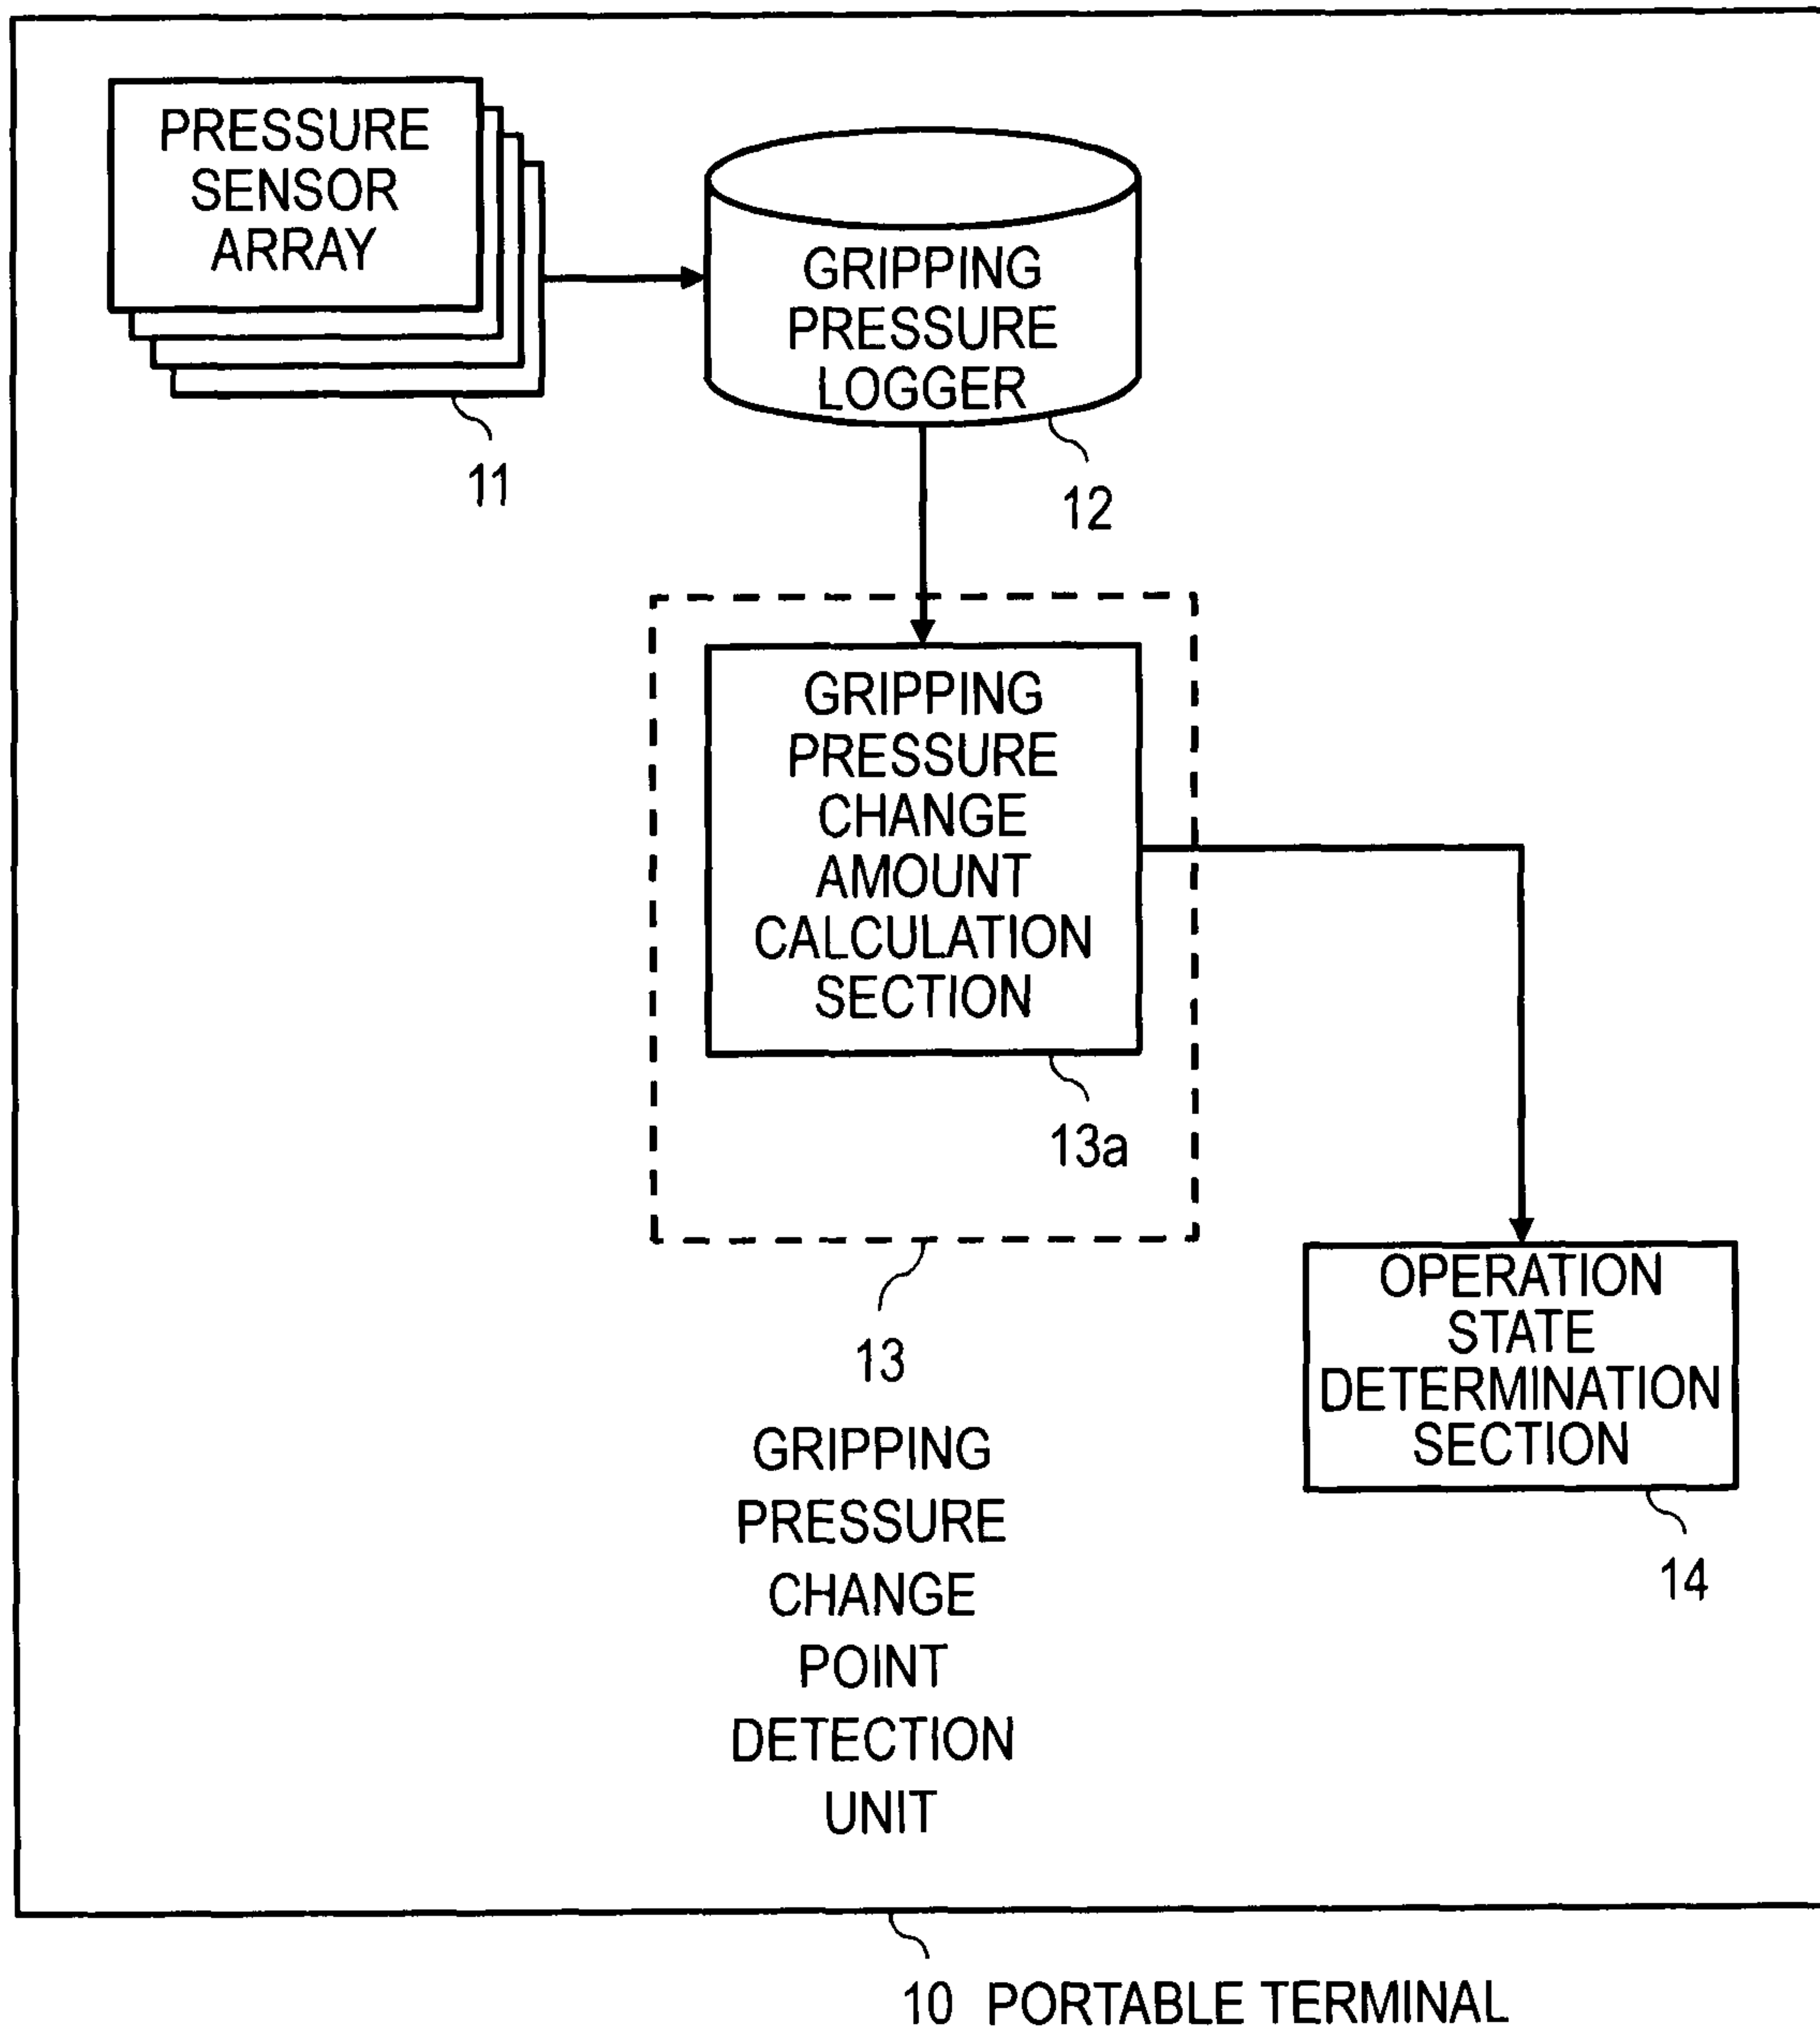 PRESSURE
SENSOR
ARRAY
11
GRIPPING
PRESSURE
LOGGER
12
GRIPPING
PRESSURE
CHANGE
AMOUNT
CALCULATION
SECTION
13a
13
GRIPPING
PRESSURE
CHANGE
POINT
DETECTION
UNIT
OPERATION
STATE
DETERMINATION
SECTION
14
10 PORTABLE TERMINAL